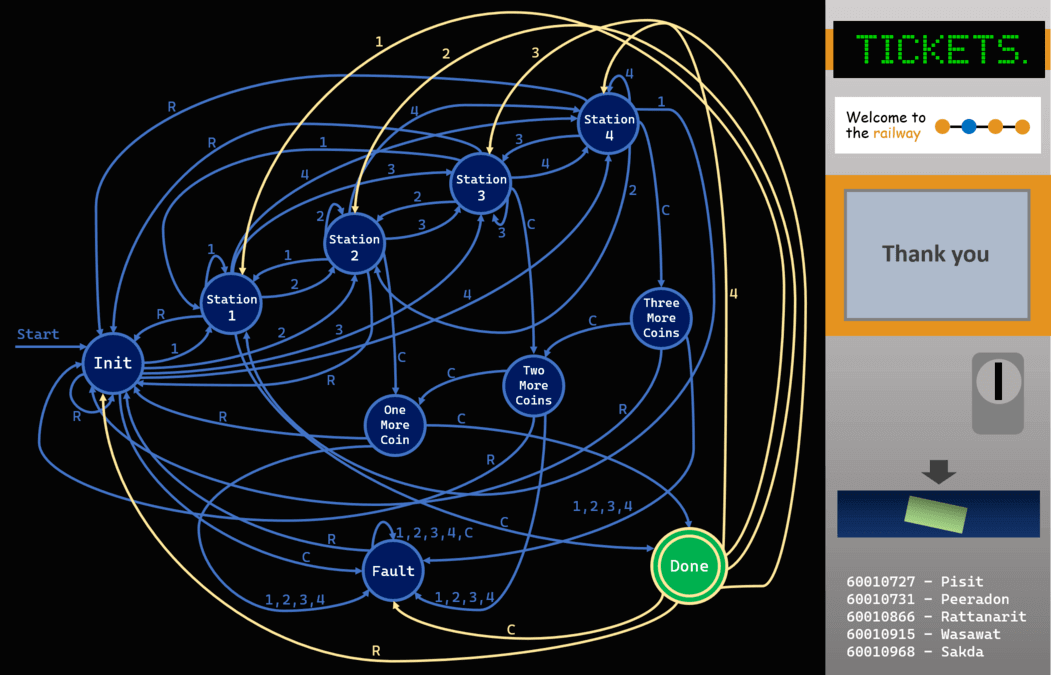 TICKETS.
Welcome to
the railway
Thank you
60010727 – Pisit
60010731 – Peeradon
60010866 – Rattanarit
60010915 – Wasawat
60010968 – Sakda
1
2
3
4
1
R
4
R
1
3
4
3
4
Station
4
Station
3
2
C
2
C
3
2
3
Station
2
1
1
2
Station
1
4
Three
More
Coins
4
R
Start
1
2
3
C
Init
C
Two
More
Coins
C
R
R
One
More
Coin
R
C
R
R
1,2,3,4
C
1,2,3,4,C
R
C
Fault
Done
1,2,3,4
1,2,3,4
C
R